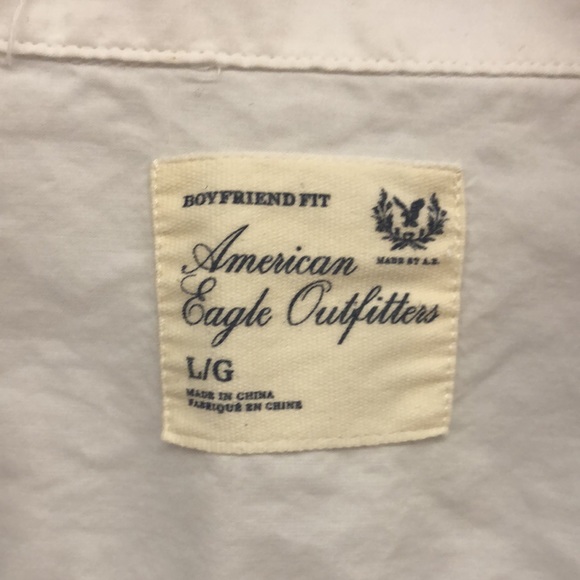 BOYFRIEND FIT
MADE BY A.E.
American
Eagle Outfitters
L/G
MADE IN CHINA
FABRIQUÉ EN CHINE